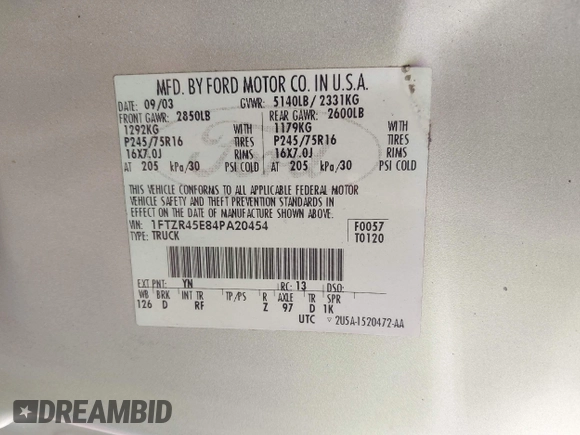 MFD. BY FORD MOTOR CO. IN U.S.A.
DATE: 09/03 GVWR: 5140LB/ 2331KG
FRONT GAWR: 2850LB REAR GAWR: 2600LB
1292KG WITH 1179KG WITH
P245/75R16 TIRES P245/75R16 TIRES
16X7.0J RIMS 16X7.0J RIMS
AT 205 kPa/30 PSI COLD AT 205 kPa/30 PSI COLD
THIS VEHICLE CONFORMS TO ALL APPLICABLE FEDERAL MOTOR
VEHICLE SAFETY AND THEFT PREVENTION STANDARDS IN
EFFECT ON THE DATE OF MANUFACTURE SHOWN ABOVE.
VIN: 1FTZR45E84PA20454 F0057
TYPE: TRUCK T0120
EXT PNT: YN RC: 13 DSO:
WB BRK INT TR TP/PS R AXLE TR SPR
126 D RF Z 97 D 1K
UTC ▽ 2U5A-1520472-AA
DREAMBID